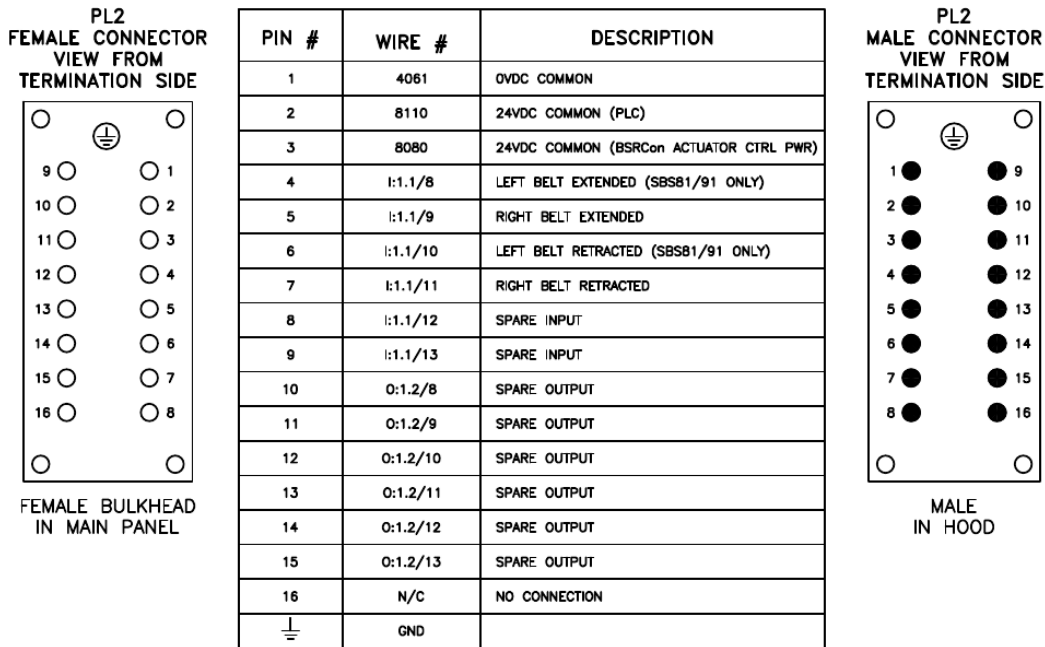 PL2
FEMALE CONNECTOR
VIEW FROM
TERMINATION SIDE
9 1
10 2
11 3
12 4
13 5
14 6
15 7
16 8
FEMALE BULKHEAD
IN MAIN PANEL
PIN # WIRE # DESCRIPTION
1 4061 0VDC COMMON
2 8110 24VDC COMMON (PLC)
3 8080 24VDC COMMON (BSRCon ACTUATOR CTRL PWR)
4 I:1.1/8 LEFT BELT EXTENDED (SBS81/91 ONLY)
5 I:1.1/9 RIGHT BELT EXTENDED
6 I:1.1/10 LEFT BELT RETRACTED (SBS81/91 ONLY)
7 I:1.1/11 RIGHT BELT RETRACTED
8 I:1.1/12 SPARE INPUT
9 I:1.1/13 SPARE INPUT
10 O:1.2/8 SPARE OUTPUT
11 O:1.2/9 SPARE OUTPUT
12 O:1.2/10 SPARE OUTPUT
13 O:1.2/11 SPARE OUTPUT
14 O:1.2/12 SPARE OUTPUT
15 O:1.2/13 SPARE OUTPUT
16 N/C NO CONNECTION
GND
PL2
MALE CONNECTOR
VIEW FROM
TERMINATION SIDE
1 9
2 10
3 11
4 12
5 13
6 14
7 15
8 16
MALE
IN HOOD